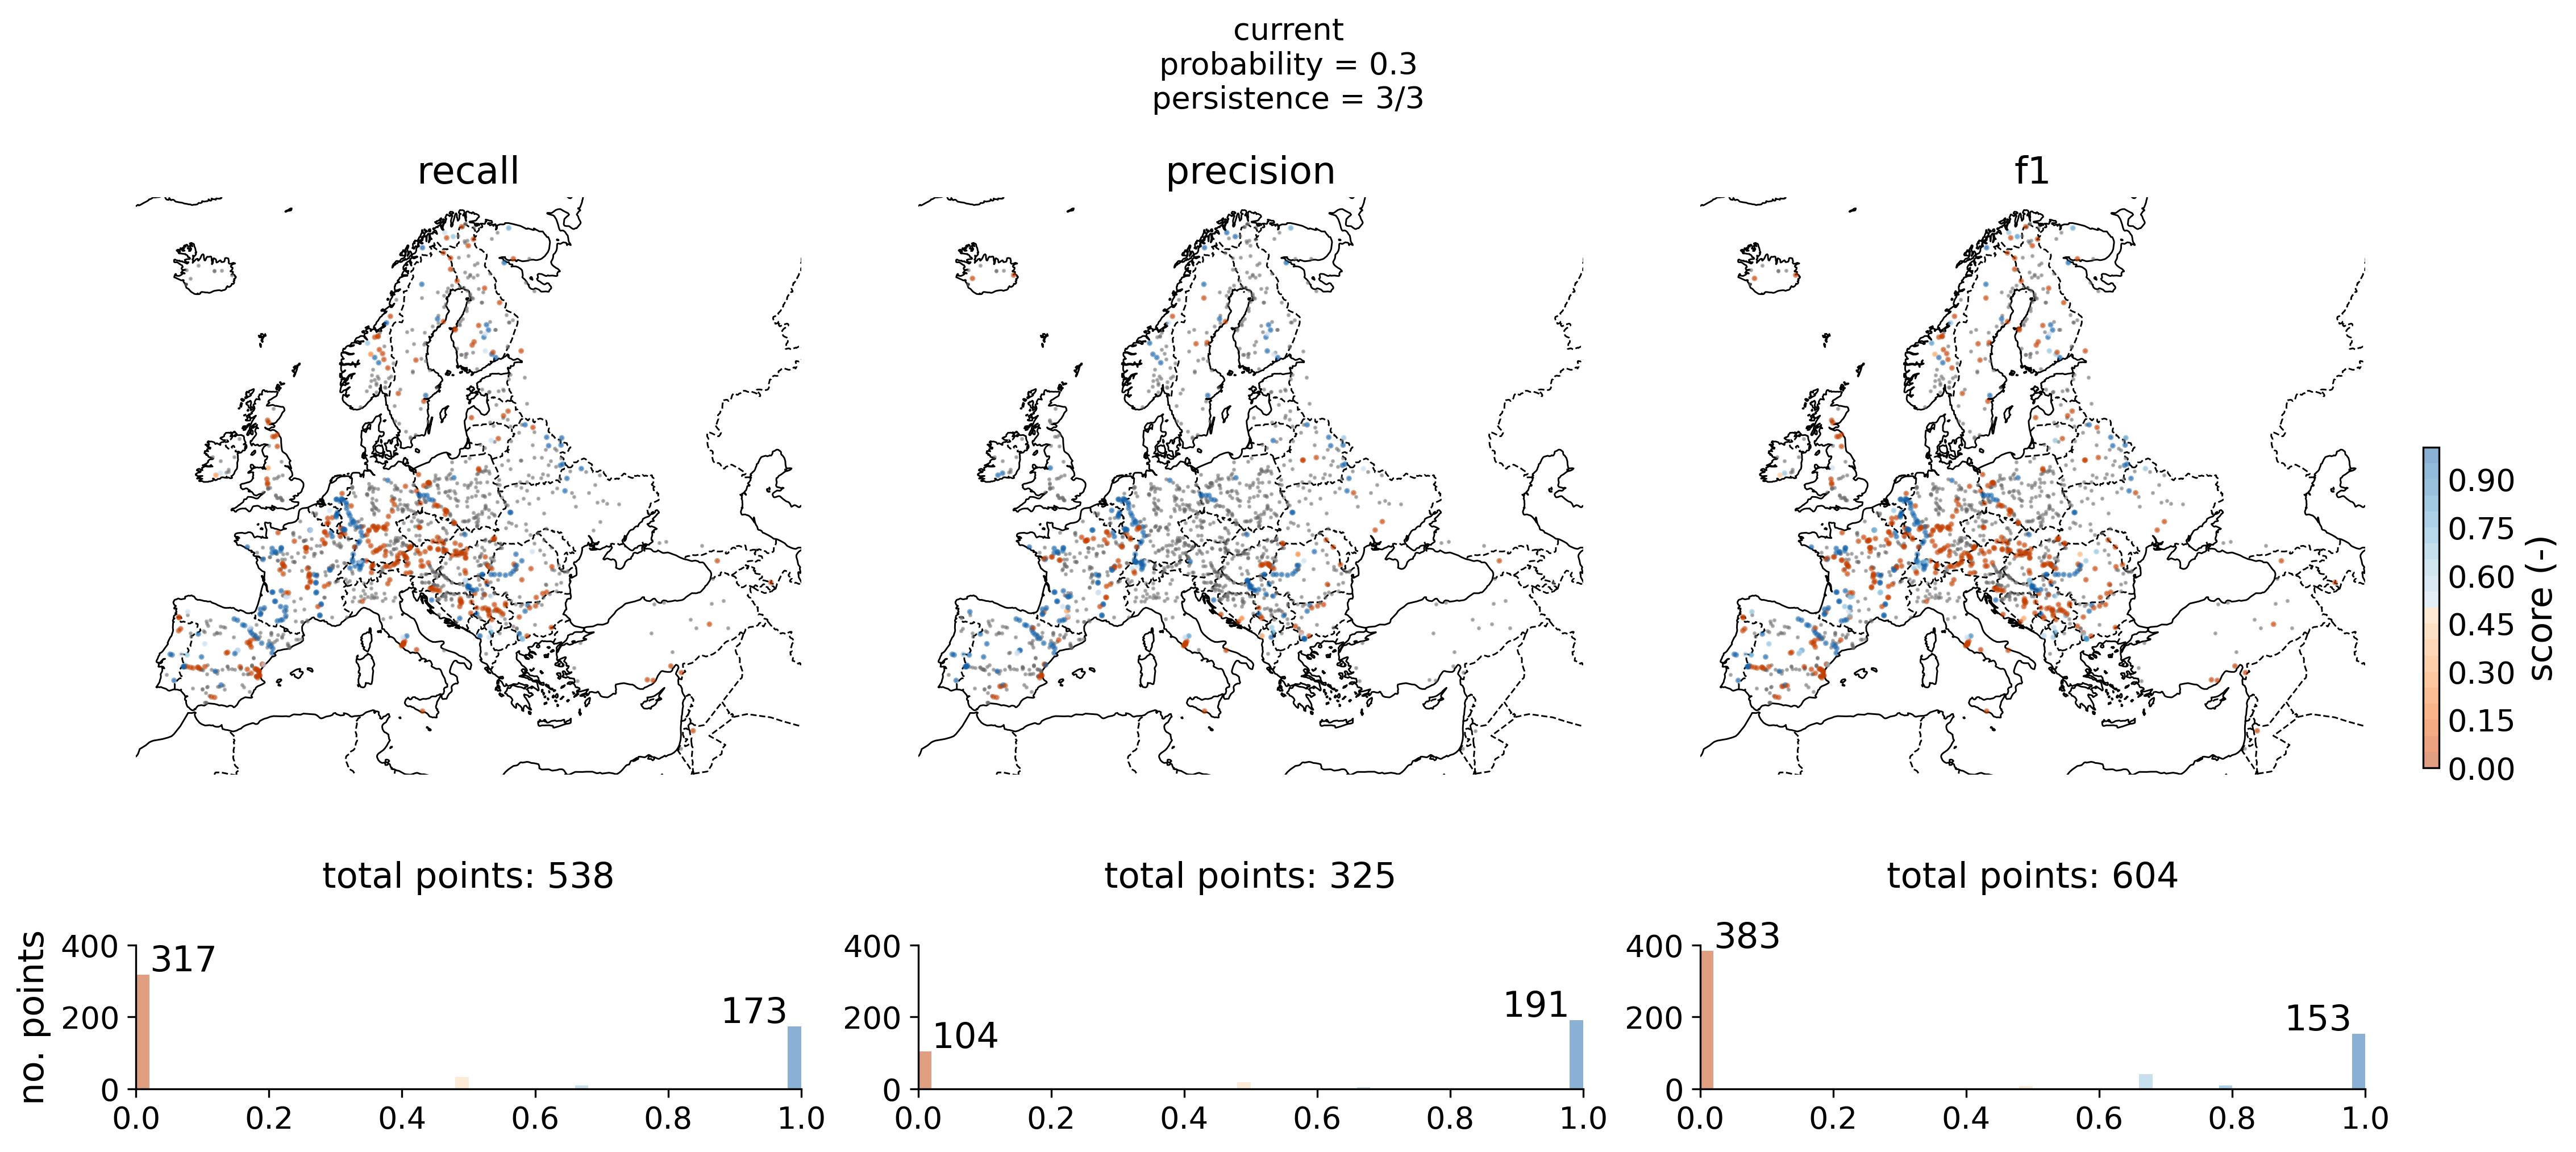 current
probability = 0.3
persistence = 3/3
recall
precision
f1
0.90
0.75
0.60
0.45
0.30
0.15
0.00
score (-)
total points: 538
total points: 325
total points: 604
no. points
400
200
0
317
173
0.0 0.2 0.4 0.6 0.8 1.0
400
200
0
104
191
0.0 0.2 0.4 0.6 0.8 1.0
400
200
0
383
153
0.0 0.2 0.4 0.6 0.8 1.0